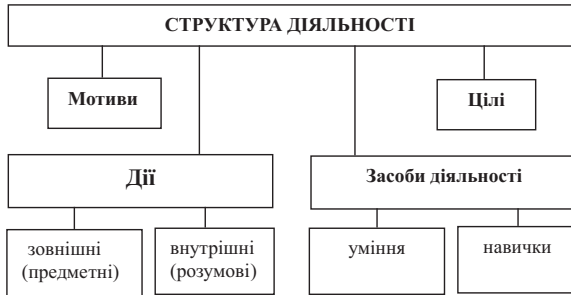 СТРУКТУРА ДІЯЛЬНОСТІ
Мотиви
Цілі
Дії
Засоби діяльності
зовнішні
(предметні)
внутрішні
(розумові)
уміння
навички